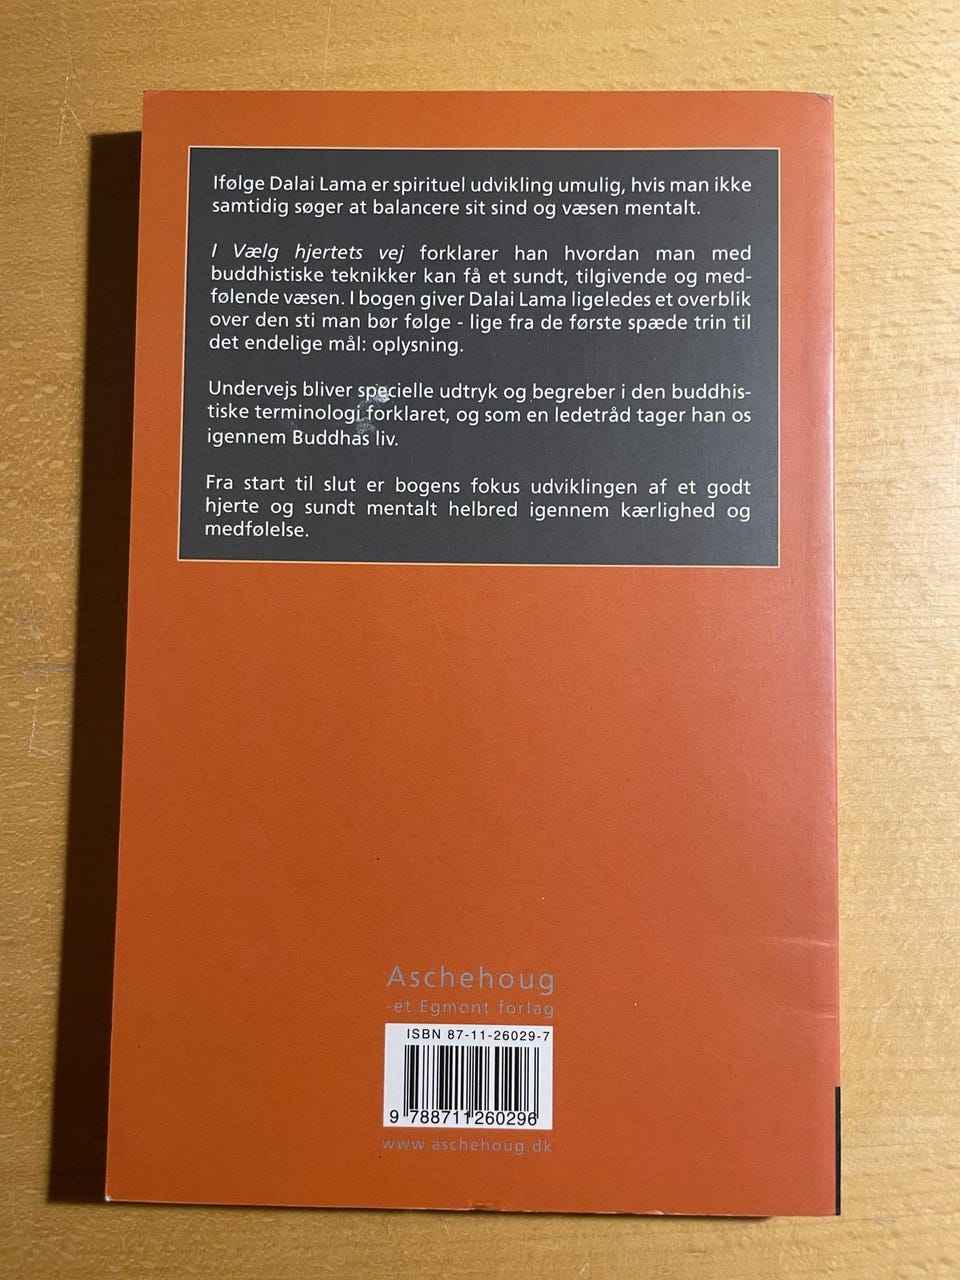 Ifølge Dalai Lama er spirituel udvikling umulig, hvis man ikke
samtidig søger at balancere sit sind og væsen mentalt.
I Vælg hjertets vej forklarer han hvordan man med
buddhistiske teknikker kan få et sundt, tilgivende og med-
følende væsen. I bogen giver Dalai Lama ligeledes et overblik
over den sti man bør følge - lige fra de første spæde trin til
det endelige mål: oplysning.
Undervejs bliver specielle udtryk og begreber i den buddhis-
tiske terminologi forklaret, og som en ledetråd tager han os
igennem Buddhas liv.
Fra start til slut er bogens fokus udviklingen af et godt
hjerte og sundt mentalt helbred igennem kærlighed og
medfølelse.
Aschehoug
-et Egmont forlag
ISBN 87-11-26029-7
9 788711 260296
www.aschehoug.dk